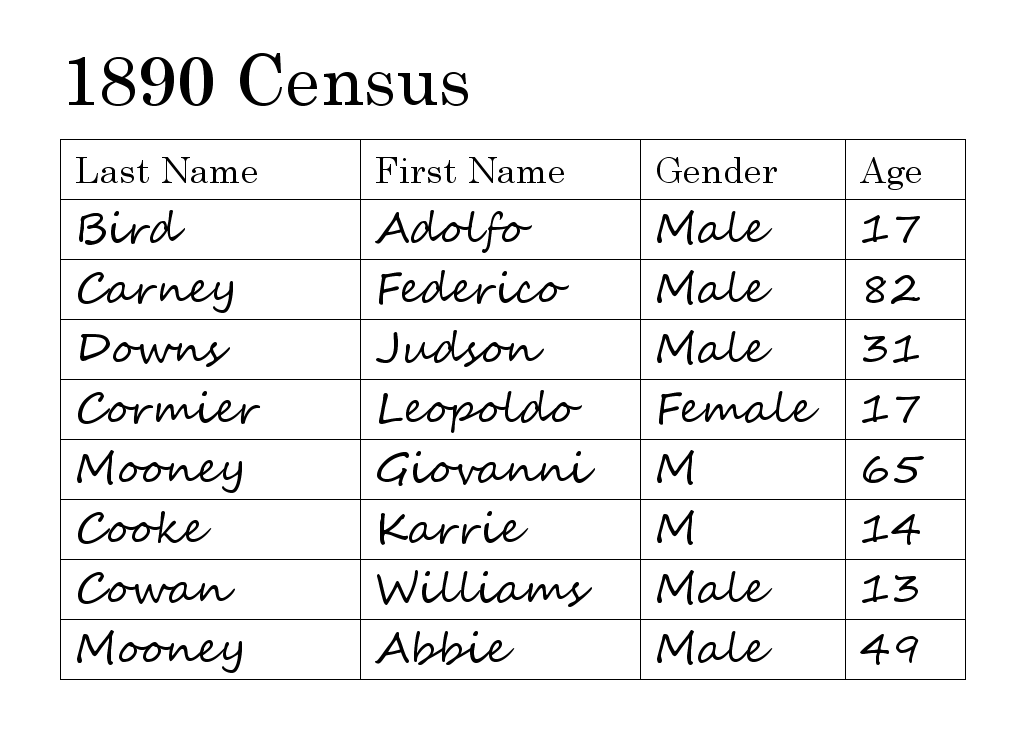 1890 Census
Last Name First Name Gender Age
Bird Adolfo Male 17
Carney Federico Male 82
Downs Judson Male 31
Cormier Leopoldo Female 17
Mooney Giovanni M 65
Cooke Karrie M 14
Cowan Williams Male 13
Mooney Abbie Male 49